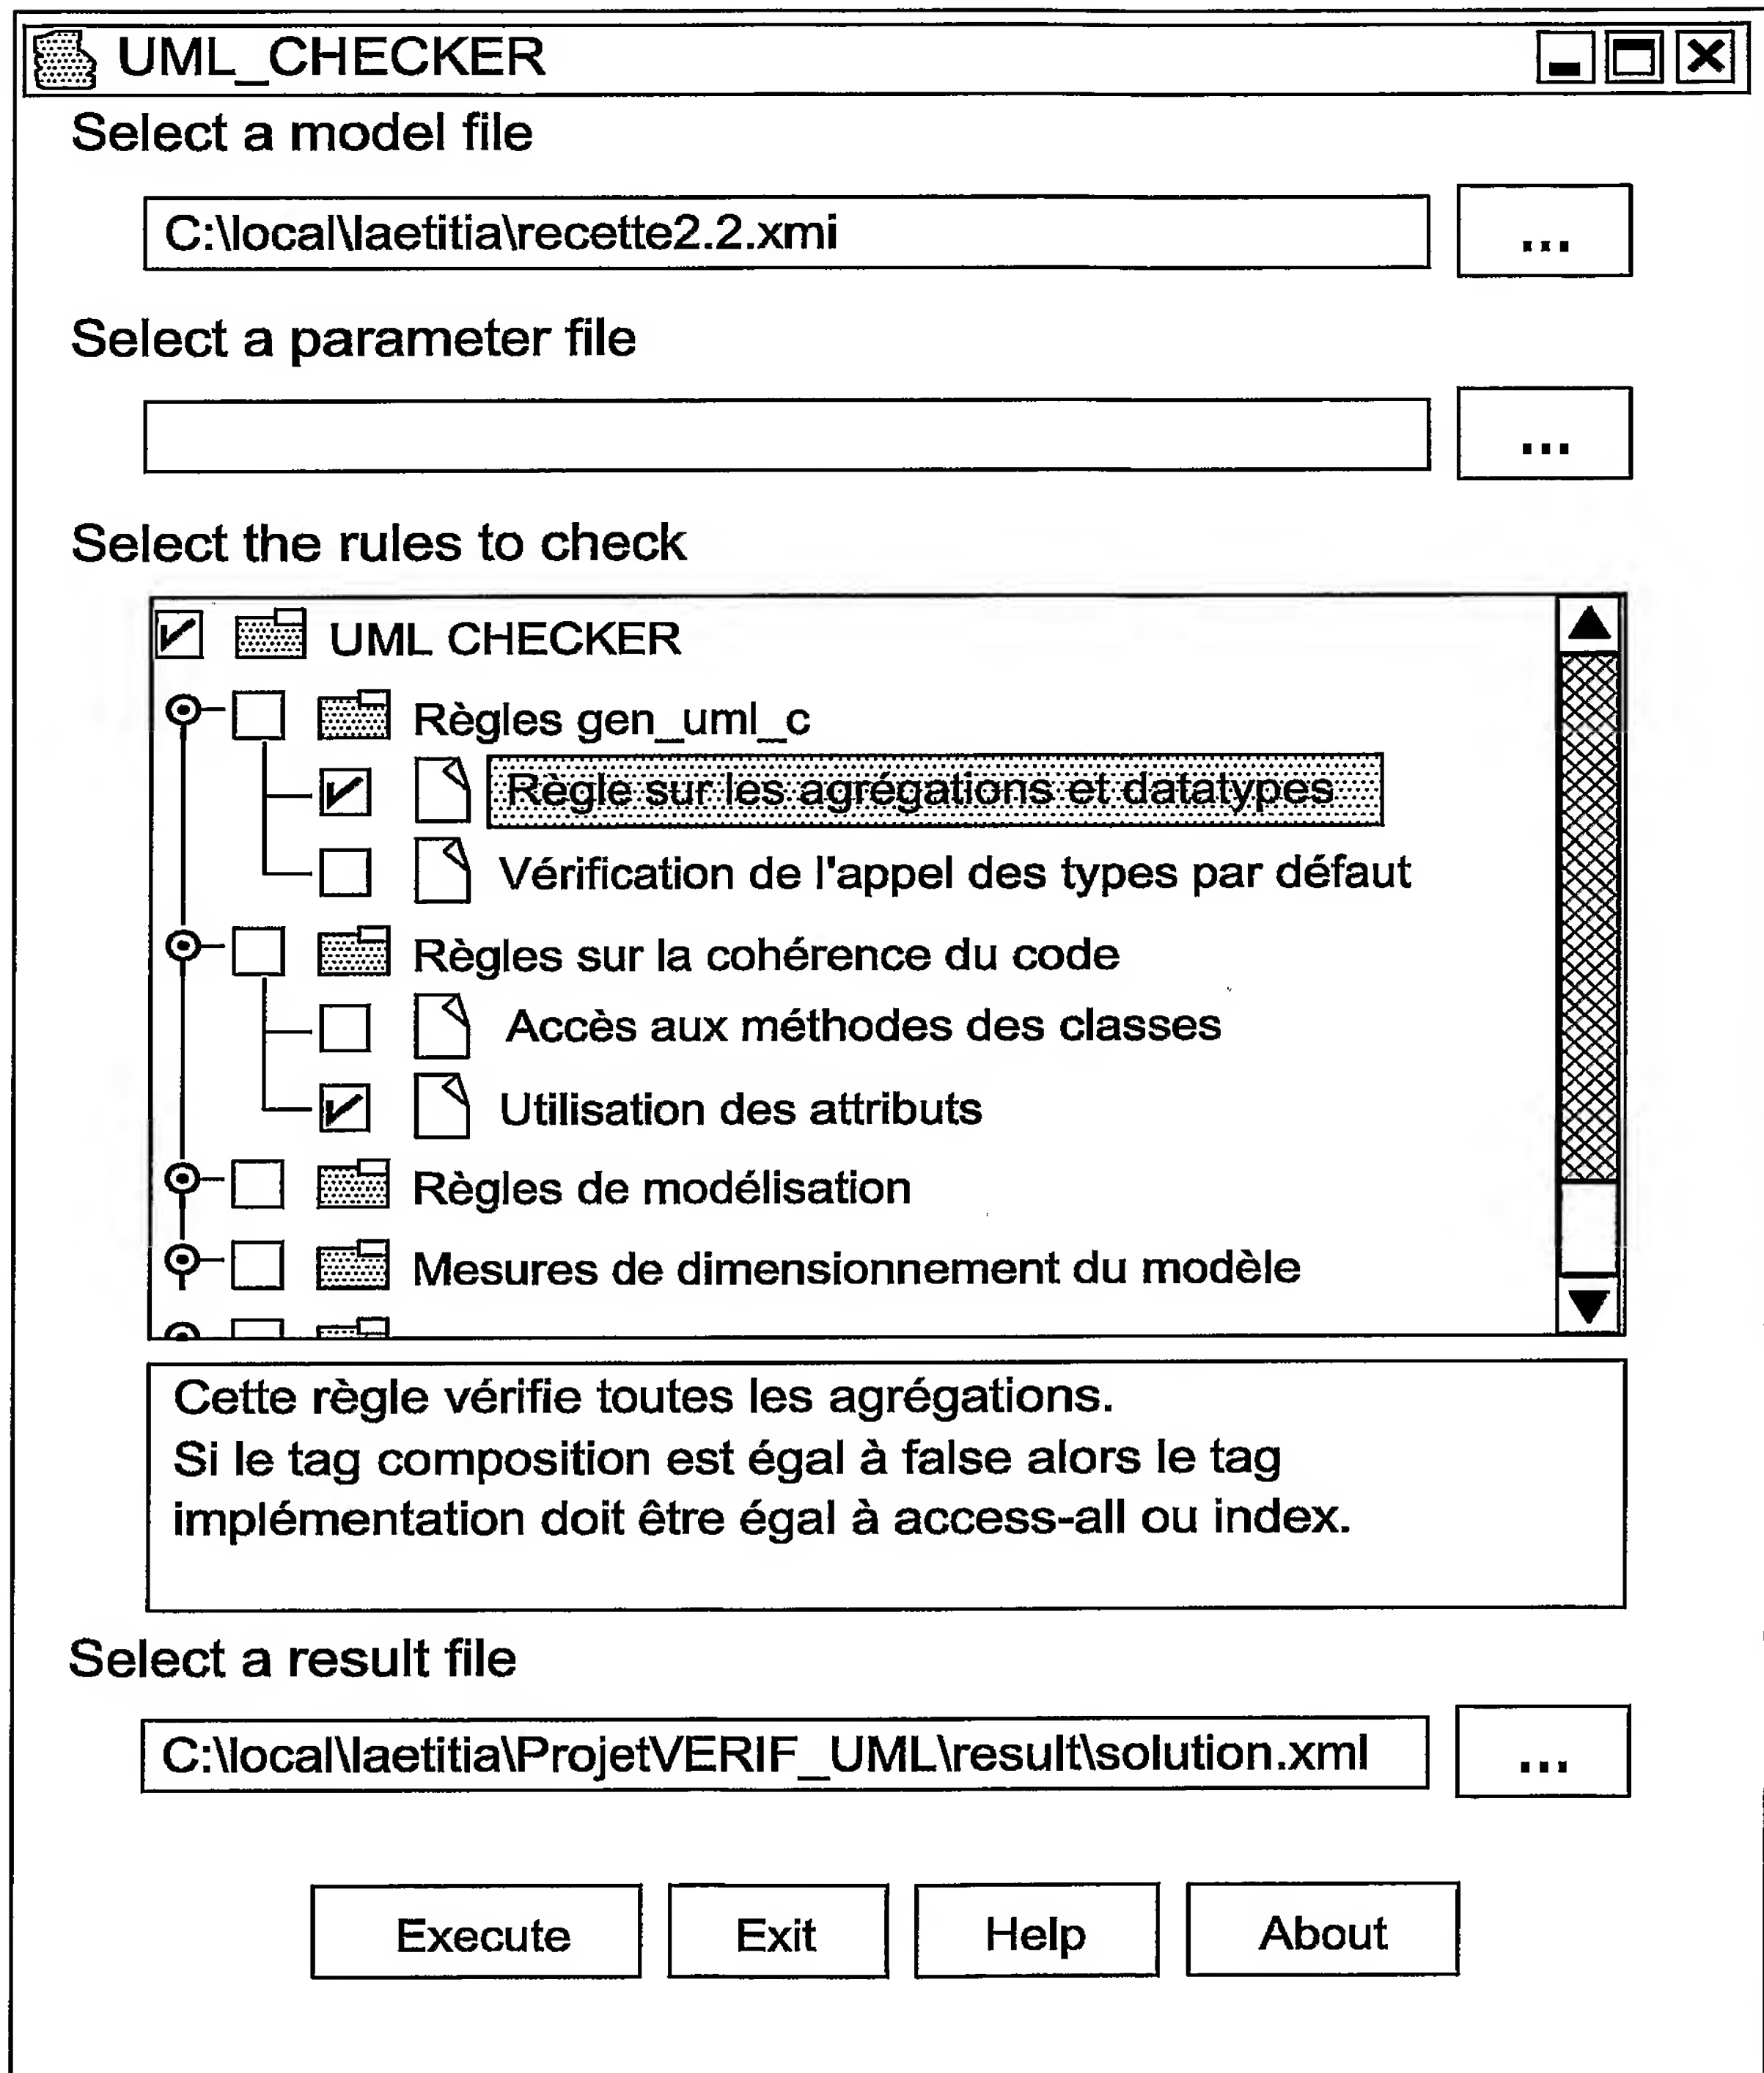 UML_CHECKER
Select a model file
C:\local\laetitia\recette2.2.xmi
...
Select a parameter file
...
Select the rules to check
UML CHECKER
Règles gen_uml_c
Règle sur les agrégations et datatypes
Vérification de l'appel des types par défaut
Règles sur la cohérence du code
Accès aux méthodes des classes
Utilisation des attributs
Règles de modélisation
Mesures de dimensionnement du modèle
Cette règle vérifie toutes les agrégations.
Si le tag composition est égal à false alors le tag
implémentation doit être égal à access-all ou index.
Select a result file
C:\local\laetitia\ProjetVERIF_UML\result\solution.xml
...
Execute
Exit
Help
About